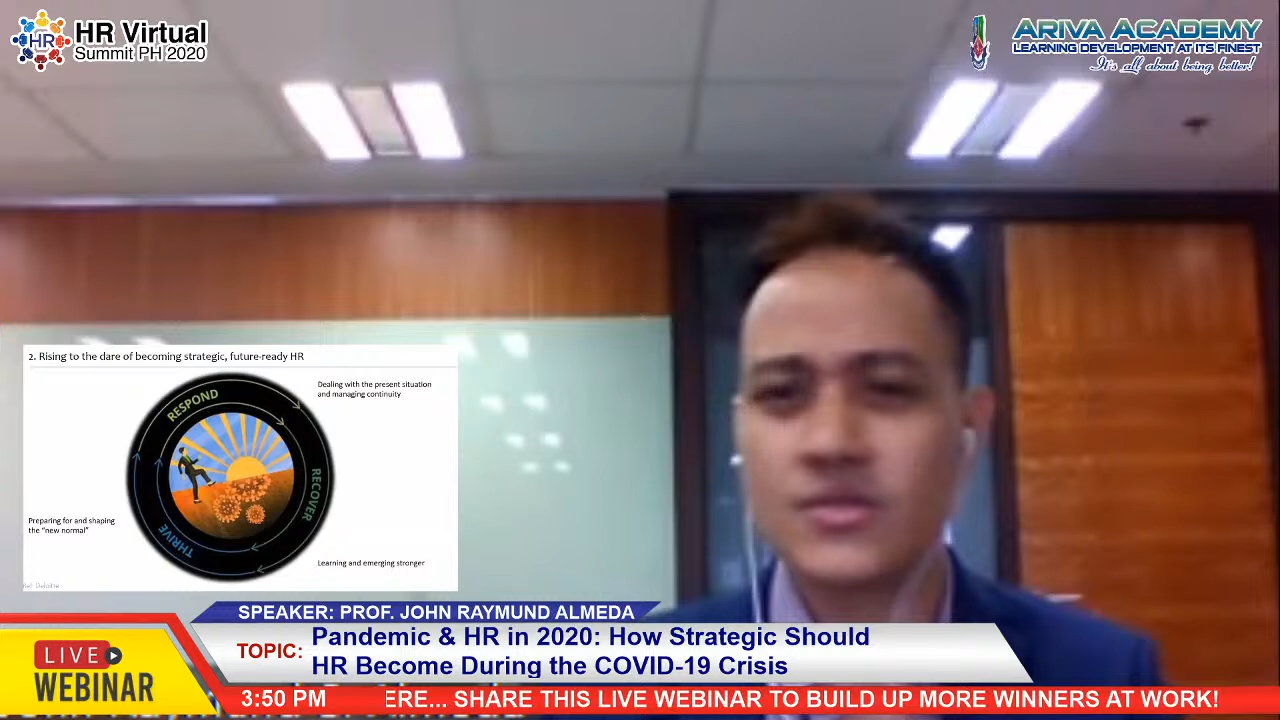 HR
HR Virtual
Summit PH 2020
ARIVA ACADEMY
LEARNING DEVELOPMENT AT ITS FINEST
It's all about being better!
2. Rising to the dare of becoming strategic, future-ready HR
Dealing with the present situation
and managing continuity
RESPOND
RECOVER
THRIVE
Preparing for and shaping
the "new normal"
Learning and emerging stronger
Ref: Deloitte
SPEAKER: PROF. JOHN RAYMUND ALMEDA
TOPIC: Pandemic & HR in 2020: How Strategic Should
HR Become During the COVID-19 Crisis
LIVE
WEBINAR
3:50 PM
ERE... SHARE THIS LIVE WEBINAR TO BUILD UP MORE WINNERS AT WORK!